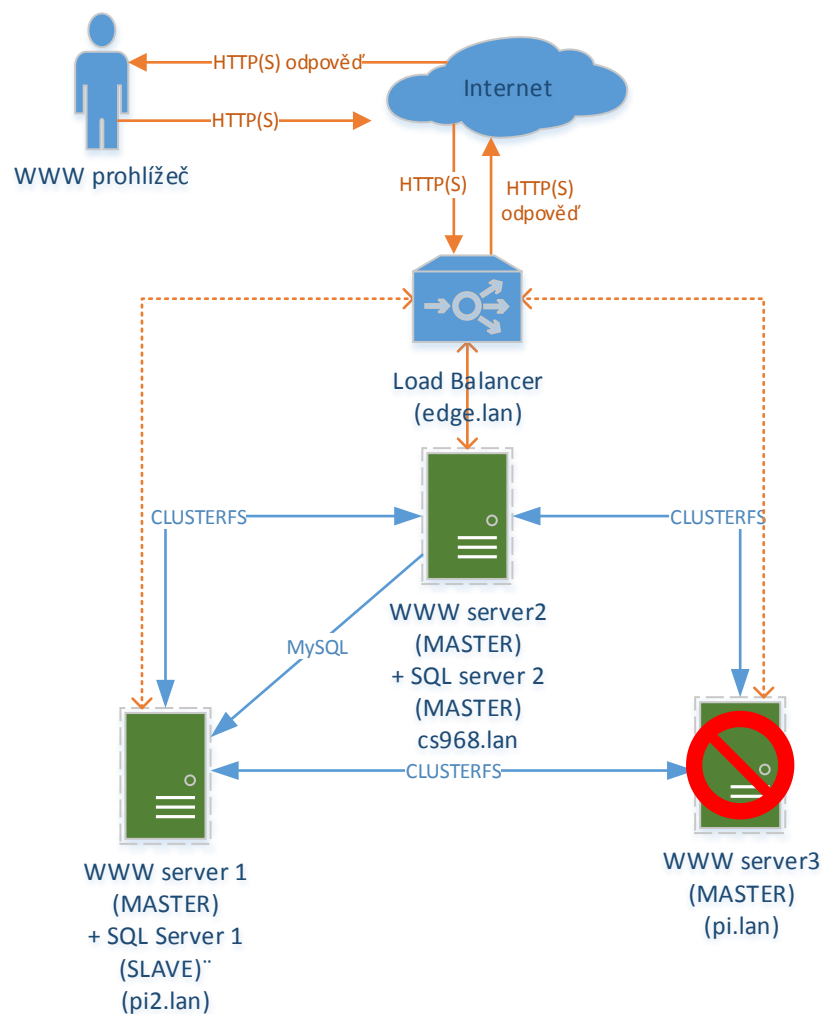 HTTP(S) odpověď
Internet
HTTP(S)
WWW prohlížeč
HTTP(S)
HTTP(S)
odpověď
Load Balancer
(edge.lan)
CLUSTERFS
CLUSTERFS
WWW server2
(MASTER)
+ SQL server 2
(MASTER)
cs968.lan
MySQL
CLUSTERFS
WWW server 1
(MASTER)
+ SQL Server 1
(SLAVE)¨
(pi2.lan)
WWW server3
(MASTER)
(pi.lan)